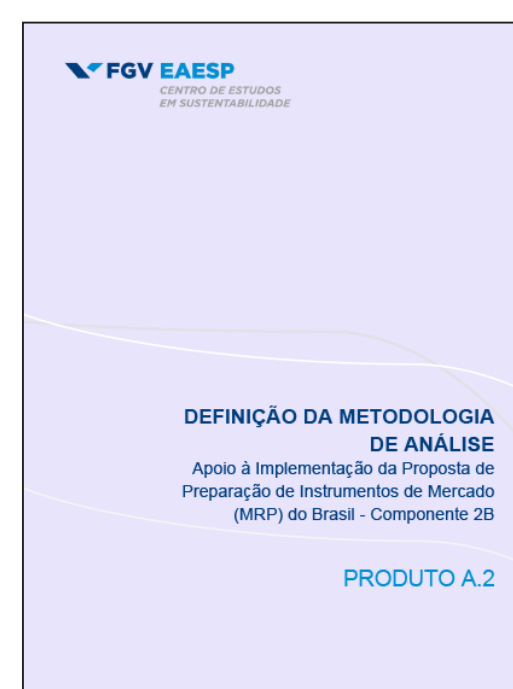 FGV EAESP
CENTRO DE ESTUDOS
EM SUSTENTABILIDADE
DEFINIÇÃO DA METODOLOGIA
DE ANÁLISE
Apoio à Implementação da Proposta de
Preparação de Instrumentos de Mercado
(MRP) do Brasil - Componente 2B
PRODUTO A.2